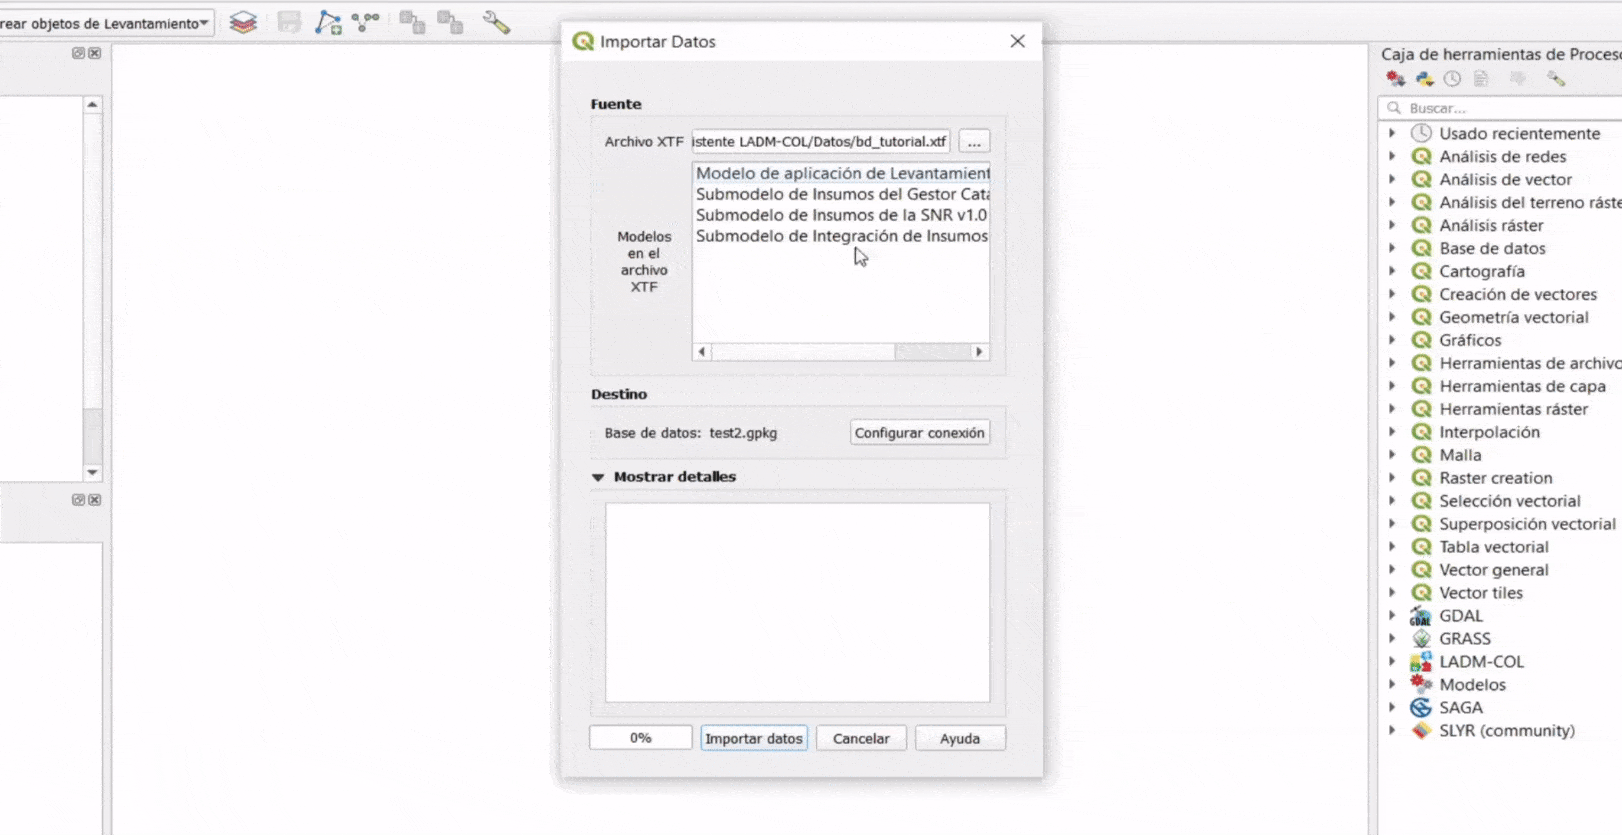 rear objetos de Levantamiento
Importar Datos
Fuente
Archivo XTF
istente LADM-COL/Datos/bd_tutorial.xtf
...
Modelos
en el
archivo
XTF
Modelo de aplicación de Levantamient
Submodelo de Insumos del Gestor Cata
Submodelo de Insumos de la SNR v1.0
Submodelo de Integración de Insumos
Destino
Base de datos: test2.gpkg
Configurar conexión
Mostrar detalles
0%
Importar datos
Cancelar
Ayuda
Caja de herramientas de Proces
Buscar...
Usado recientemente
Análisis de redes
Análisis de vector
Análisis del terreno ráste
Análisis ráster
Base de datos
Cartografía
Creación de vectores
Geometría vectorial
Gráficos
Herramientas de archivo
Herramientas de capa
Herramientas ráster
Interpolación
Malla
Raster creation
Selección vectorial
Superposición vectorial
Tabla vectorial
Vector general
Vector tiles
GDAL
GRASS
LADM-COL
Modelos
SAGA
SLYR (community)